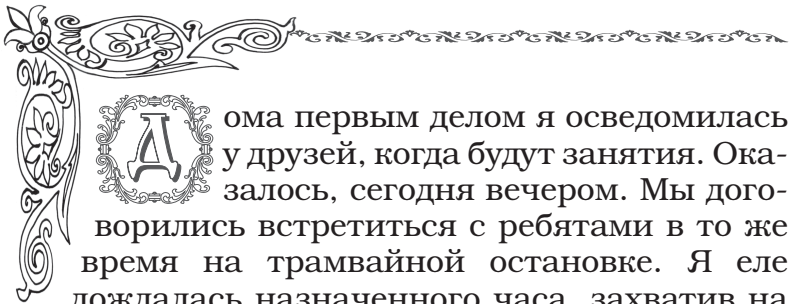 Дома первым делом я осведомилась
у друзей, когда будут занятия. Ока-
залось, сегодня вечером. Мы дого-
ворились встретиться с ребятами в то же
время на трамвайной остановке. Я еле
дождалась назначенного часа, захватив на